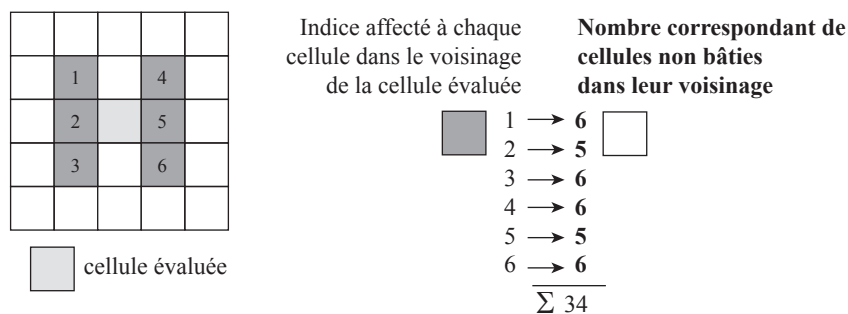 1 4
2 5
3 6
cellule évaluée
Indice affecté à chaque
cellule dans le voisinage
de la cellule évaluée
Nombre correspondant de
cellules non bâties
dans leur voisinage
1 → 6
2 → 5
3 → 6
4 → 6
5 → 5
6 → 6
Σ 34